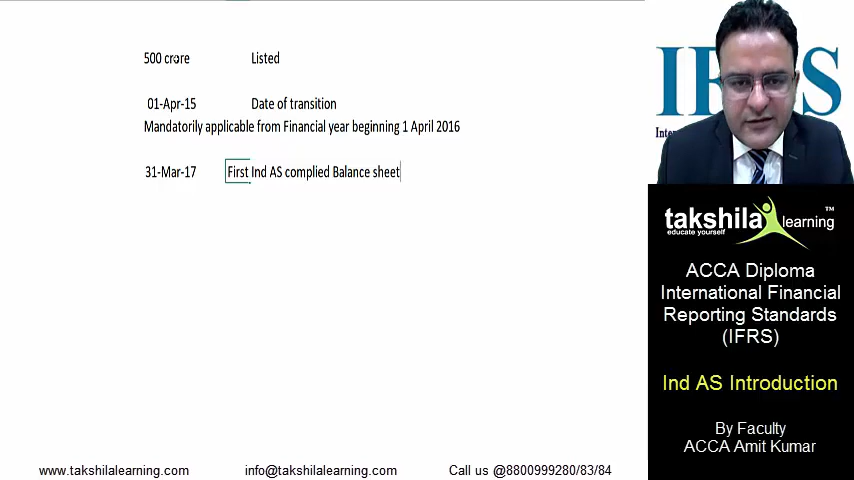 500 crore Listed
01-Apr-15 Date of transition
Mandatorily applicable from Financial year beginning 1 April 2016
31-Mar-17 First Ind AS complied Balance sheet
takshila learning ™
educate yourself
ACCA Diploma
International Financial
Reporting Standards
(IFRS)
Ind AS Introduction
By Faculty
ACCA Amit Kumar
www.takshilalearning.com info@takshilalearning.com Call us @8800999280/83/84